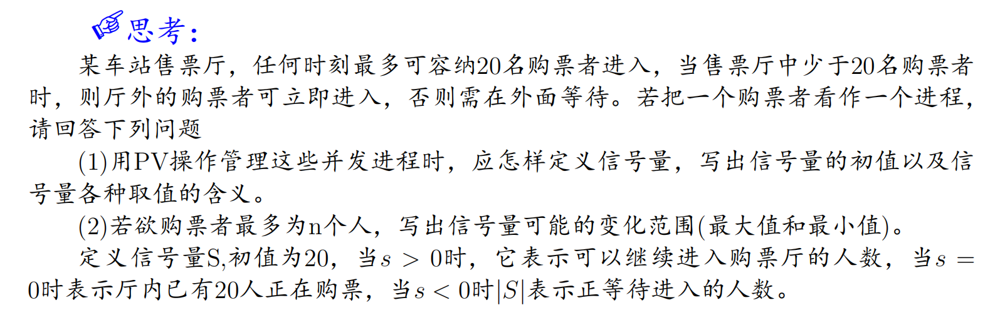 思考：
某车站售票厅，任何时刻最多可容纳20名购票者进入，当售票厅中少于20名购票者
时，则厅外的购票者可立即进入，否则需在外面等待。若把一个购票者看作一个进程，
请回答下列问题
(1)用PV操作管理这些并发进程时，应怎样定义信号量，写出信号量的初值以及信
号量各种取值的含义。
(2)若欲购票者最多为n个人，写出信号量可能的变化范围(最大值和最小值)。
定义信号量S,初值为20，当s > 0时，它表示可以继续进入购票厅的人数，当s =
0时表示厅内已有20人正在购票，当s < 0时|S|表示正等待进入的人数。